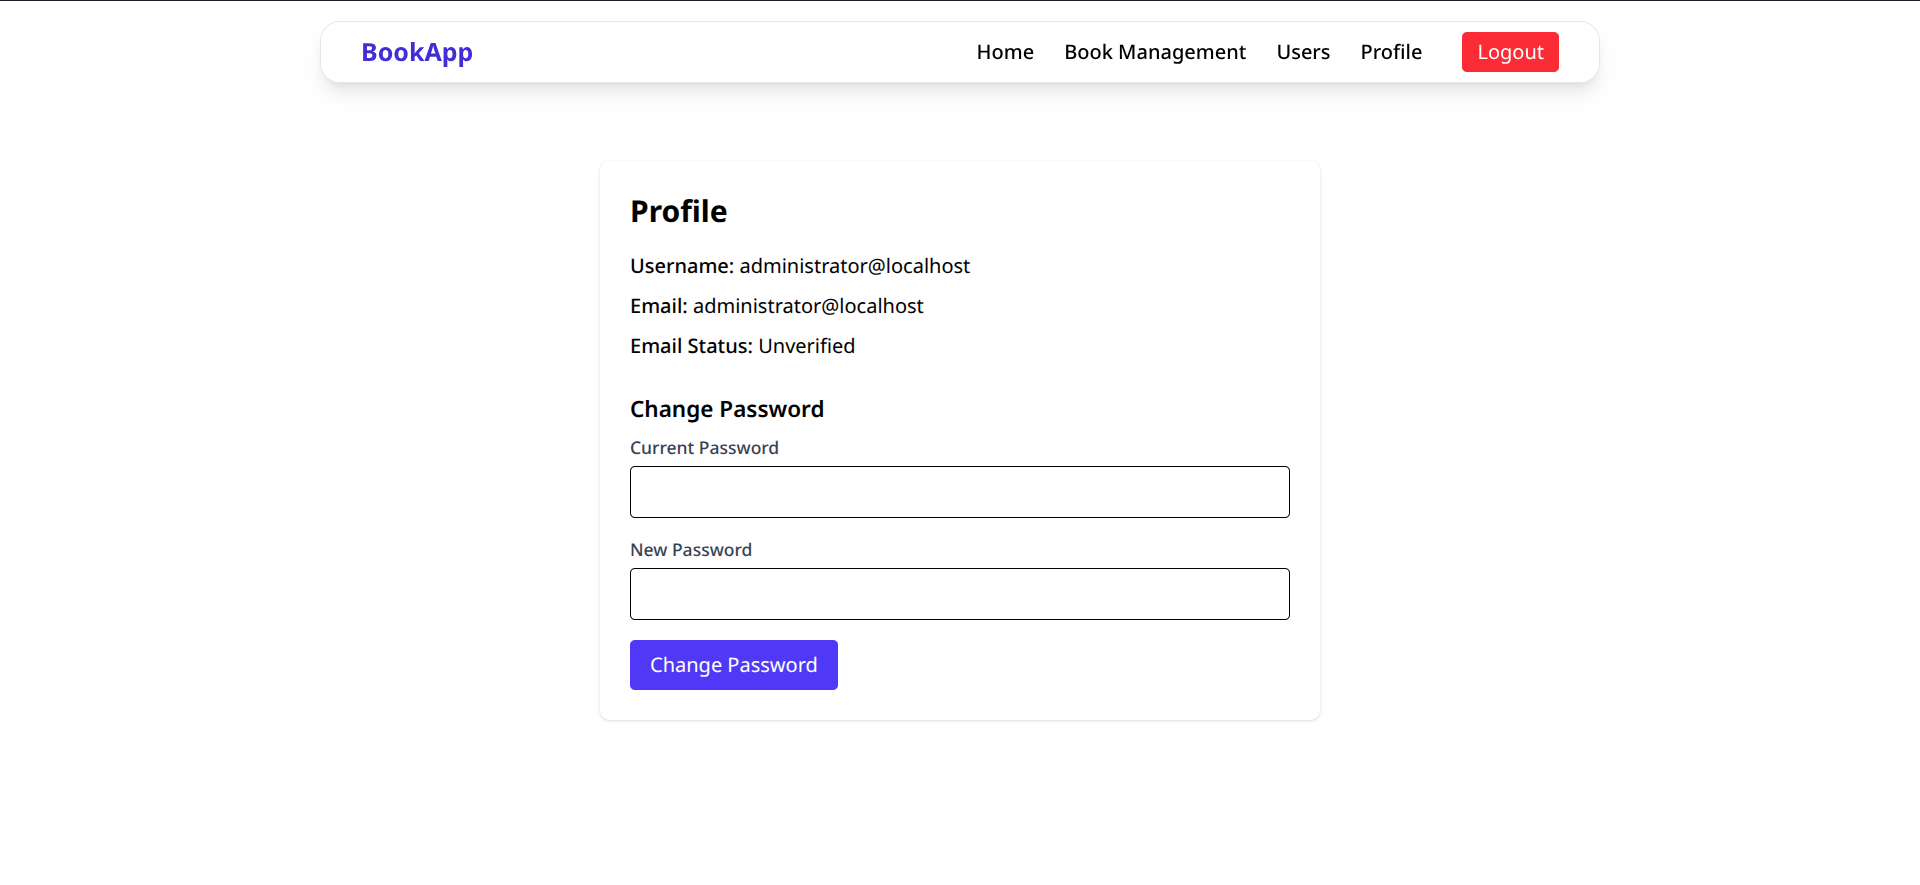 BookApp Home Book Management Users Profile Logout
Profile
Username: administrator@localhost
Email: administrator@localhost
Email Status: Unverified
Change Password
Current Password
New Password
Change Password